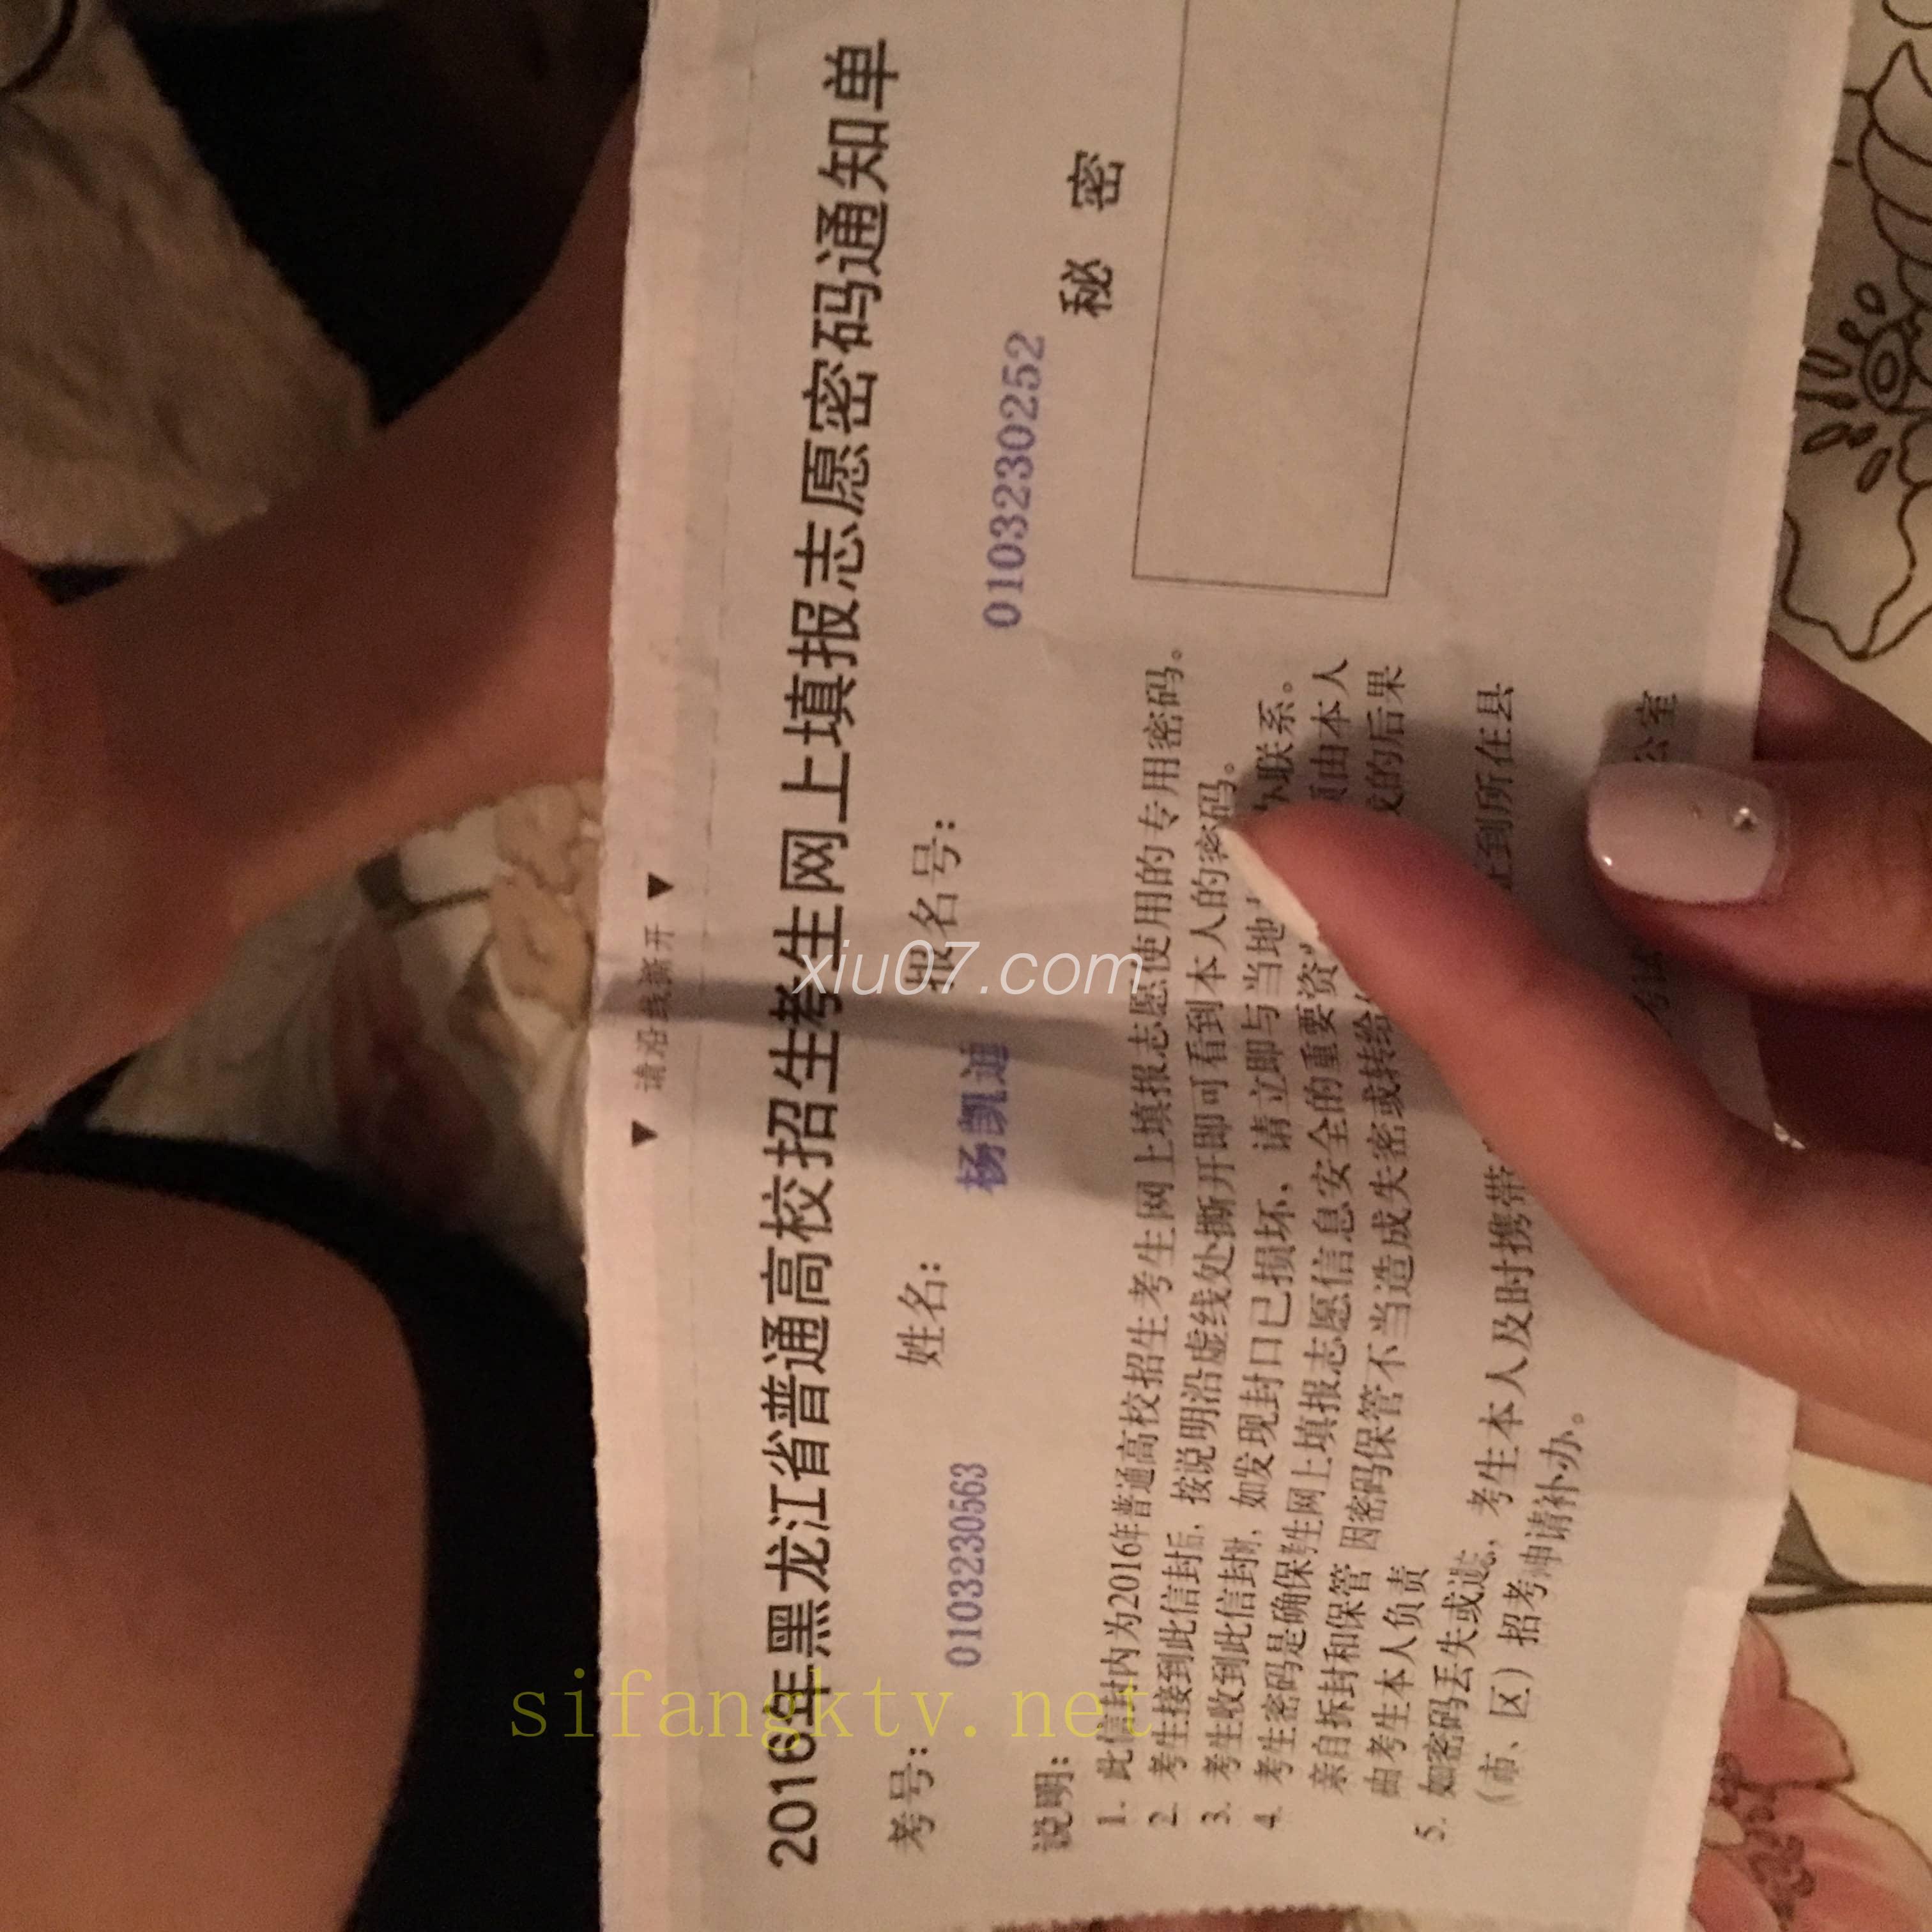 ▼ 请沿线撕开 ▼
2016年黑龙江省普通高校招生考生网上填报志愿密码通知单
考号: 0103230563 姓名: 杨凯迪 报名号: 0103230252
秘 密
说明:
1. 此信封内为2016年普通高校招生考生网上填报志愿使用的专用密码。
2. 考生接到此信封后, 按说明沿虚线处撕开即可看到本人的密码。
3. 考生收到此信封时, 如发现封口已损坏, 请立即与当地 联系。
4. 考生密码是确保考生网上填报志愿信息安全的重要资 由本人
亲自拆封和保管 因密码保管不当造成失密或转给 的后果
由考生本人负责
5. 如密码丢失或遗忘, 考生本人及时携带 到所在县
(市、区) 招考 申请补办。
公室
xiu07.com
sifangktv.net